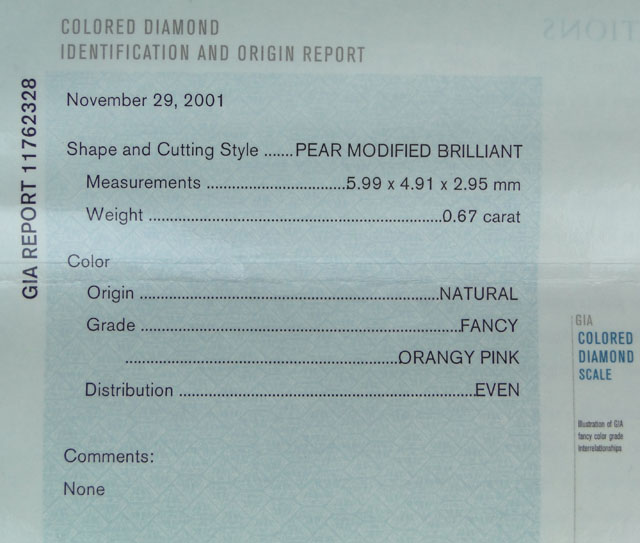 COLORED DIAMOND
IDENTIFICATION AND ORIGIN REPORT
TIONS
GIA REPORT 11762328
November 29, 2001
Shape and Cutting Style .......PEAR MODIFIED BRILLIANT
Measurements ..............................5.99 x 4.91 x 2.95 mm
Weight ...............................................................0.67 carat
Color
Origin ................................................................NATURAL
Grade .....................................................................FANCY
...........................................................ORANGY PINK
Distribution ................................................................EVEN
Comments:
None
GIA
COLORED
DIAMOND
SCALE
Illustration of GIA
fancy color grade
interrelationships